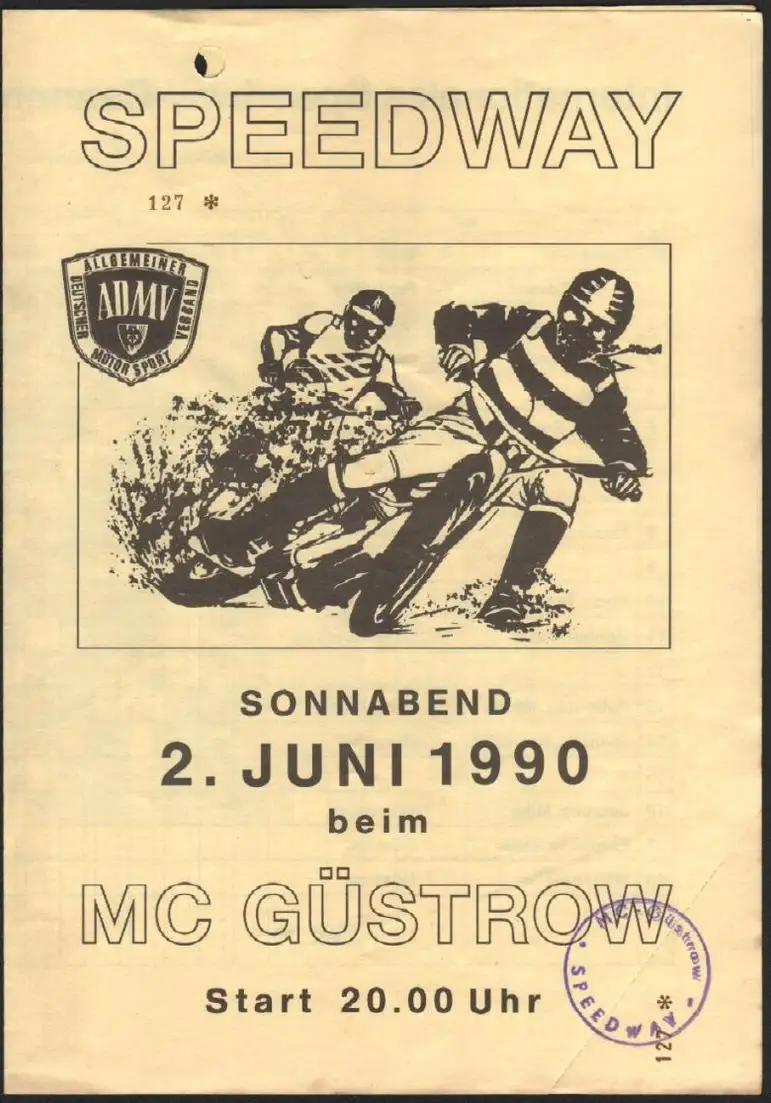 SPEEDWAY
127 *
ALLGEMEINER
DEUTSCHER
ADMV
VERBAND
MOTOR SPORT
SONNABEND
2. JUNI 1990
beim
MC GÜSTROW
Start 20.00 Uhr
MC-Güstrow
- SPEEDWAY -
127 *